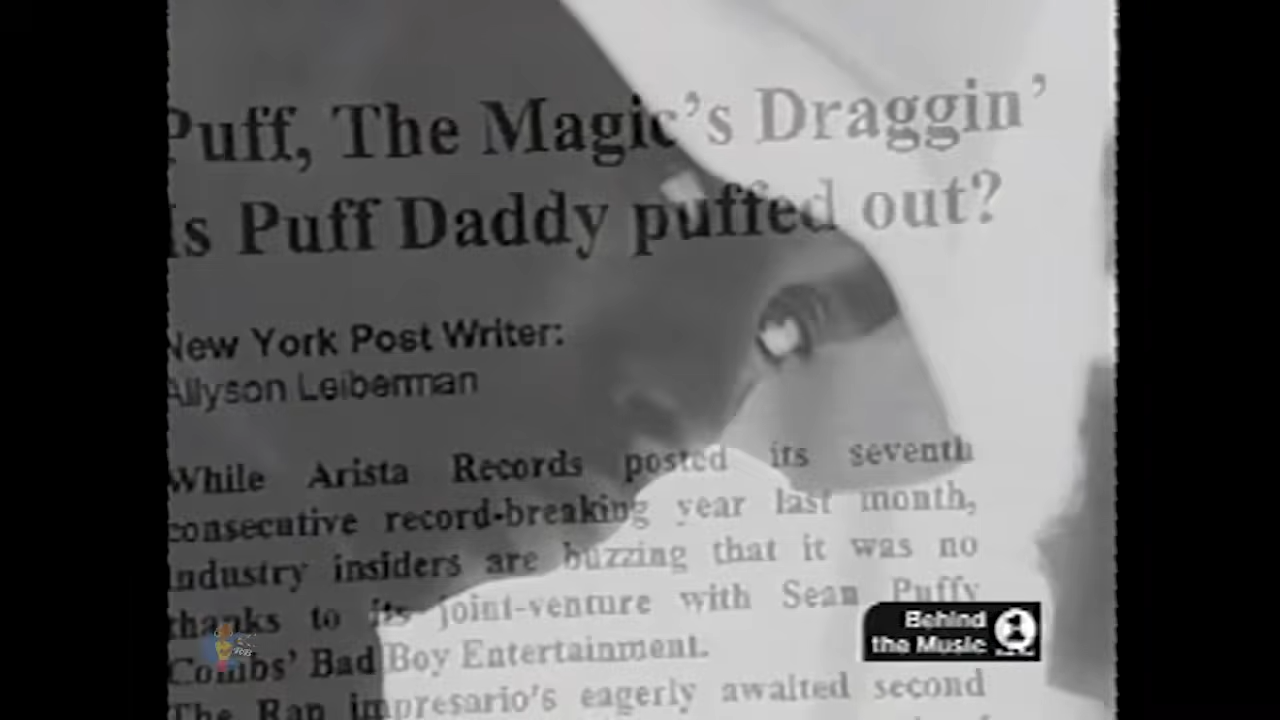 Puff, The Magic's Draggin'
Is Puff Daddy puffed out?
New York Post Writer:
Allyson Leiberman
While Arista Records posted its seventh
consecutive record-breaking year last month,
industry insiders are buzzing that it was no
thanks to its joint-venture with Sean Puffy
Combs' Bad Boy Entertainment.
The Rap impresario's eagerly awaited second
Behind
the Music